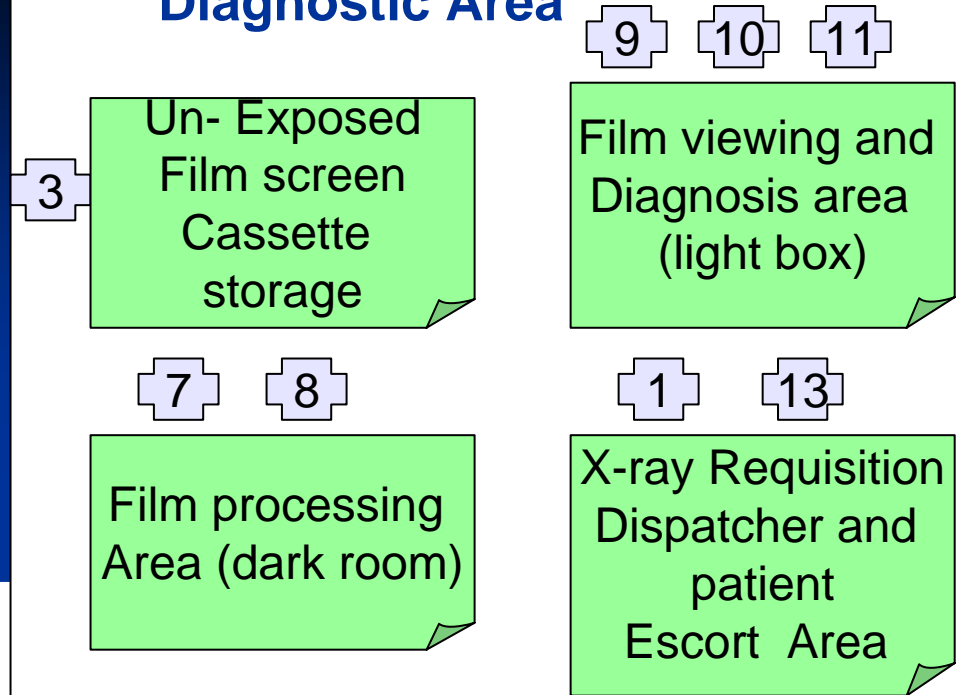 Diagnostic Area
9 10 11
3
Un- Exposed
Film screen
Cassette
storage
Film viewing and
Diagnosis area
(light box)
7 8
1 13
Film processing
Area (dark room)
X-ray Requisition
Dispatcher and
patient
Escort Area